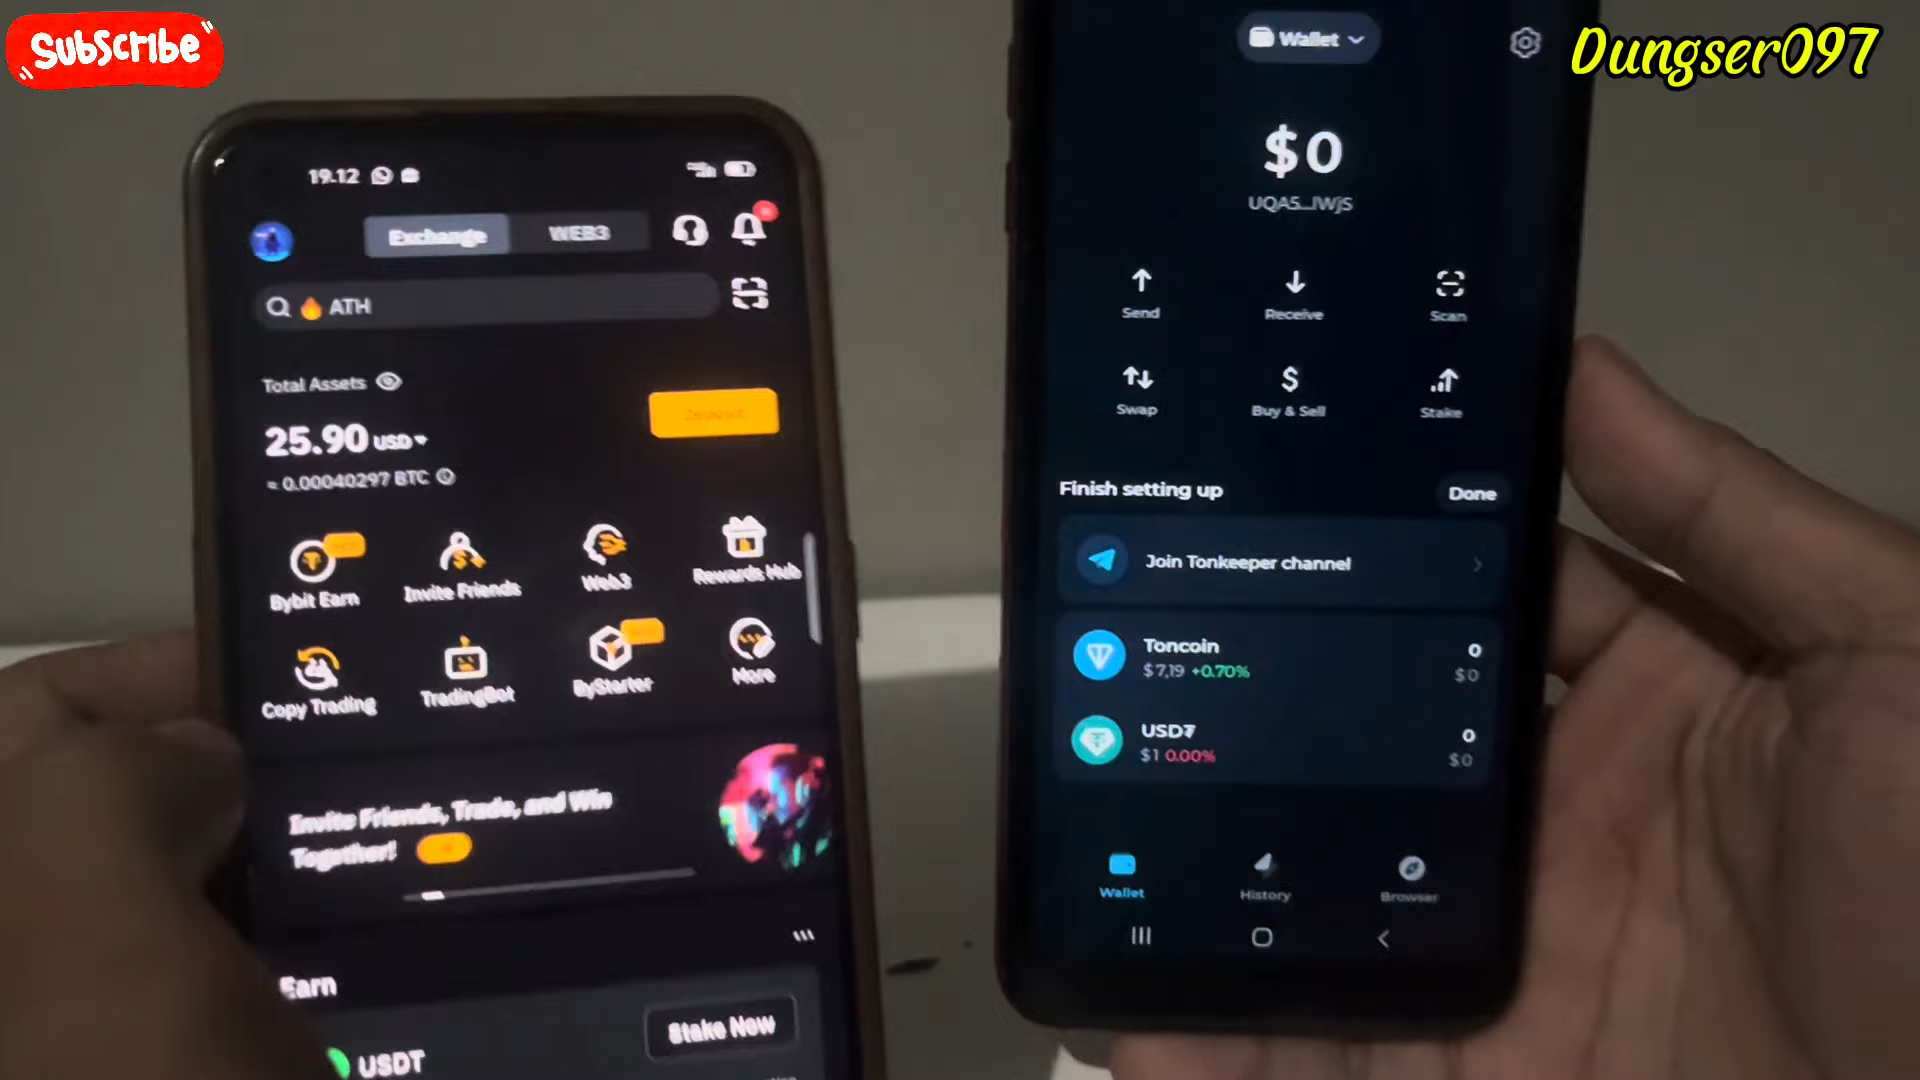 Subscribe
Dungser097
19.12
Exchange
WEB3
ATH
Total Assets
25.90 USD
≈ 0.00040297 BTC
Bybit Earn
Invite Friends
Web3
Rewards Hub
Copy Trading
TradingBot
ByStarter
More
Invite Friends, Trade, and Win
Together!
Earn
USDT
Stake Now
Wallet
$0
UQA5...IWjS
Send
Receive
Scan
Swap
Buy & Sell
Stake
Finish setting up
Done
Join Tonkeeper channel
Toncoin
0
$7,19 +0.70%
$0
USD₮
0
$1 0.00%
$0
Wallet
History
Browser